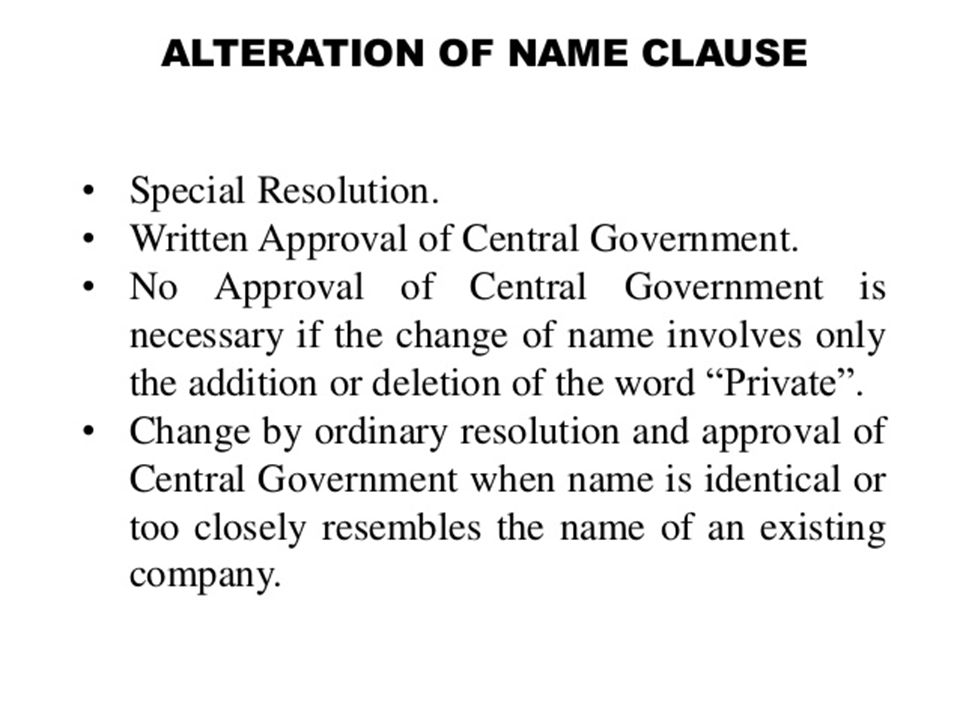 ALTERATION OF NAME CLAUSE
• Special Resolution.
• Written Approval of Central Government.
• No Approval of Central Government is
necessary if the change of name involves only
the addition or deletion of the word “Private”.
• Change by ordinary resolution and approval of
Central Government when name is identical or
too closely resembles the name of an existing
company.